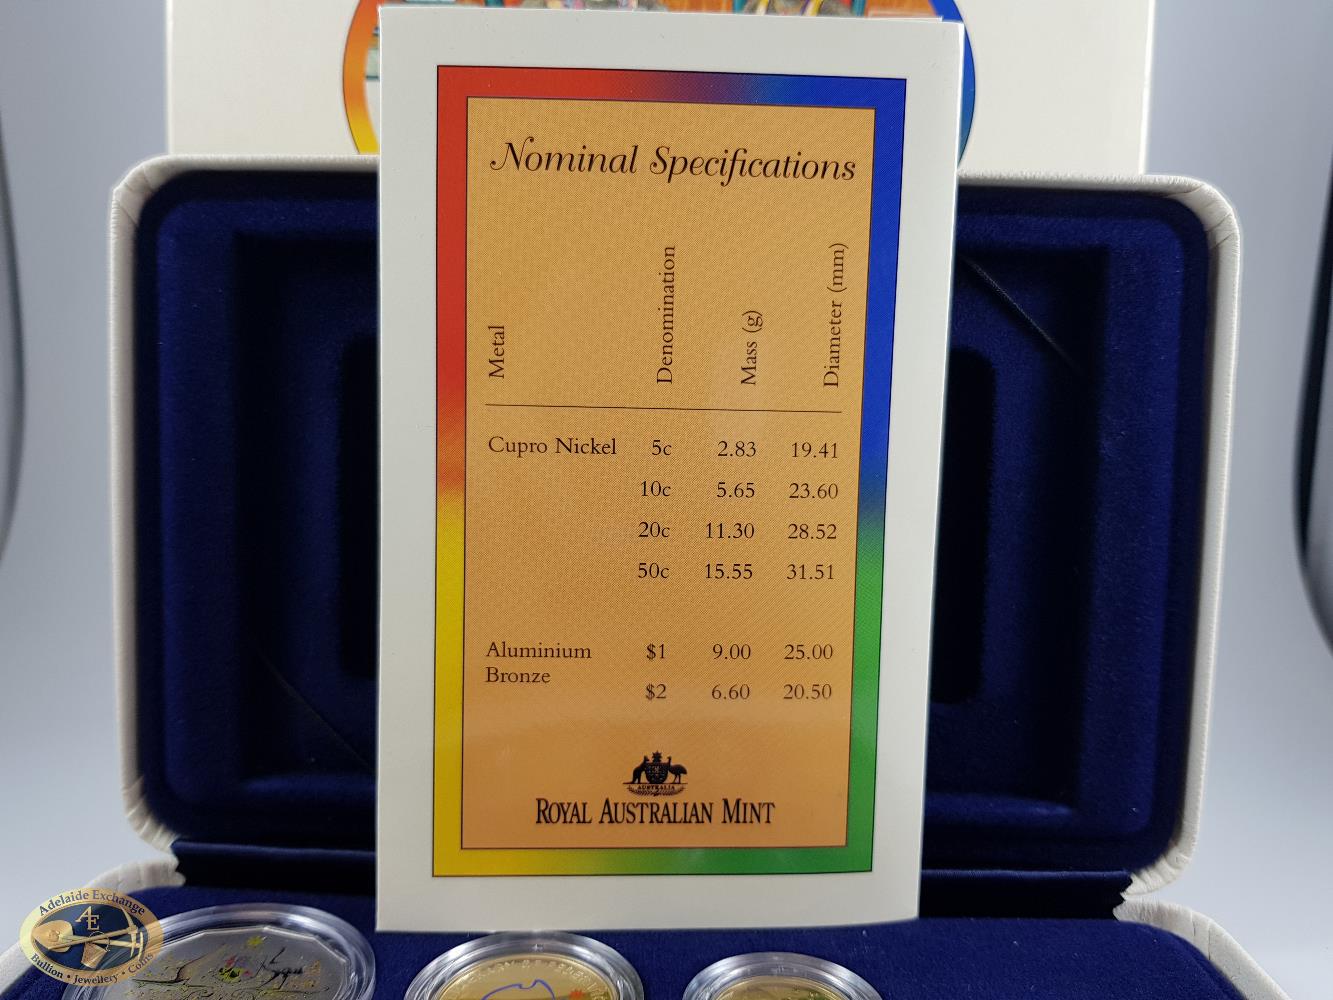 Nominal Specifications
Metal Denomination Mass (g) Diameter (mm)
Cupro Nickel 5c 2.83 19.41
10c 5.65 23.60
20c 11.30 28.52
50c 15.55 31.51
Aluminium Bronze $1 9.00 25.00
$2 6.60 20.50
AUSTRALIA
ROYAL AUSTRALIAN MINT
Adelaide Exchange
AE
Bullion • Jewellery • Coins